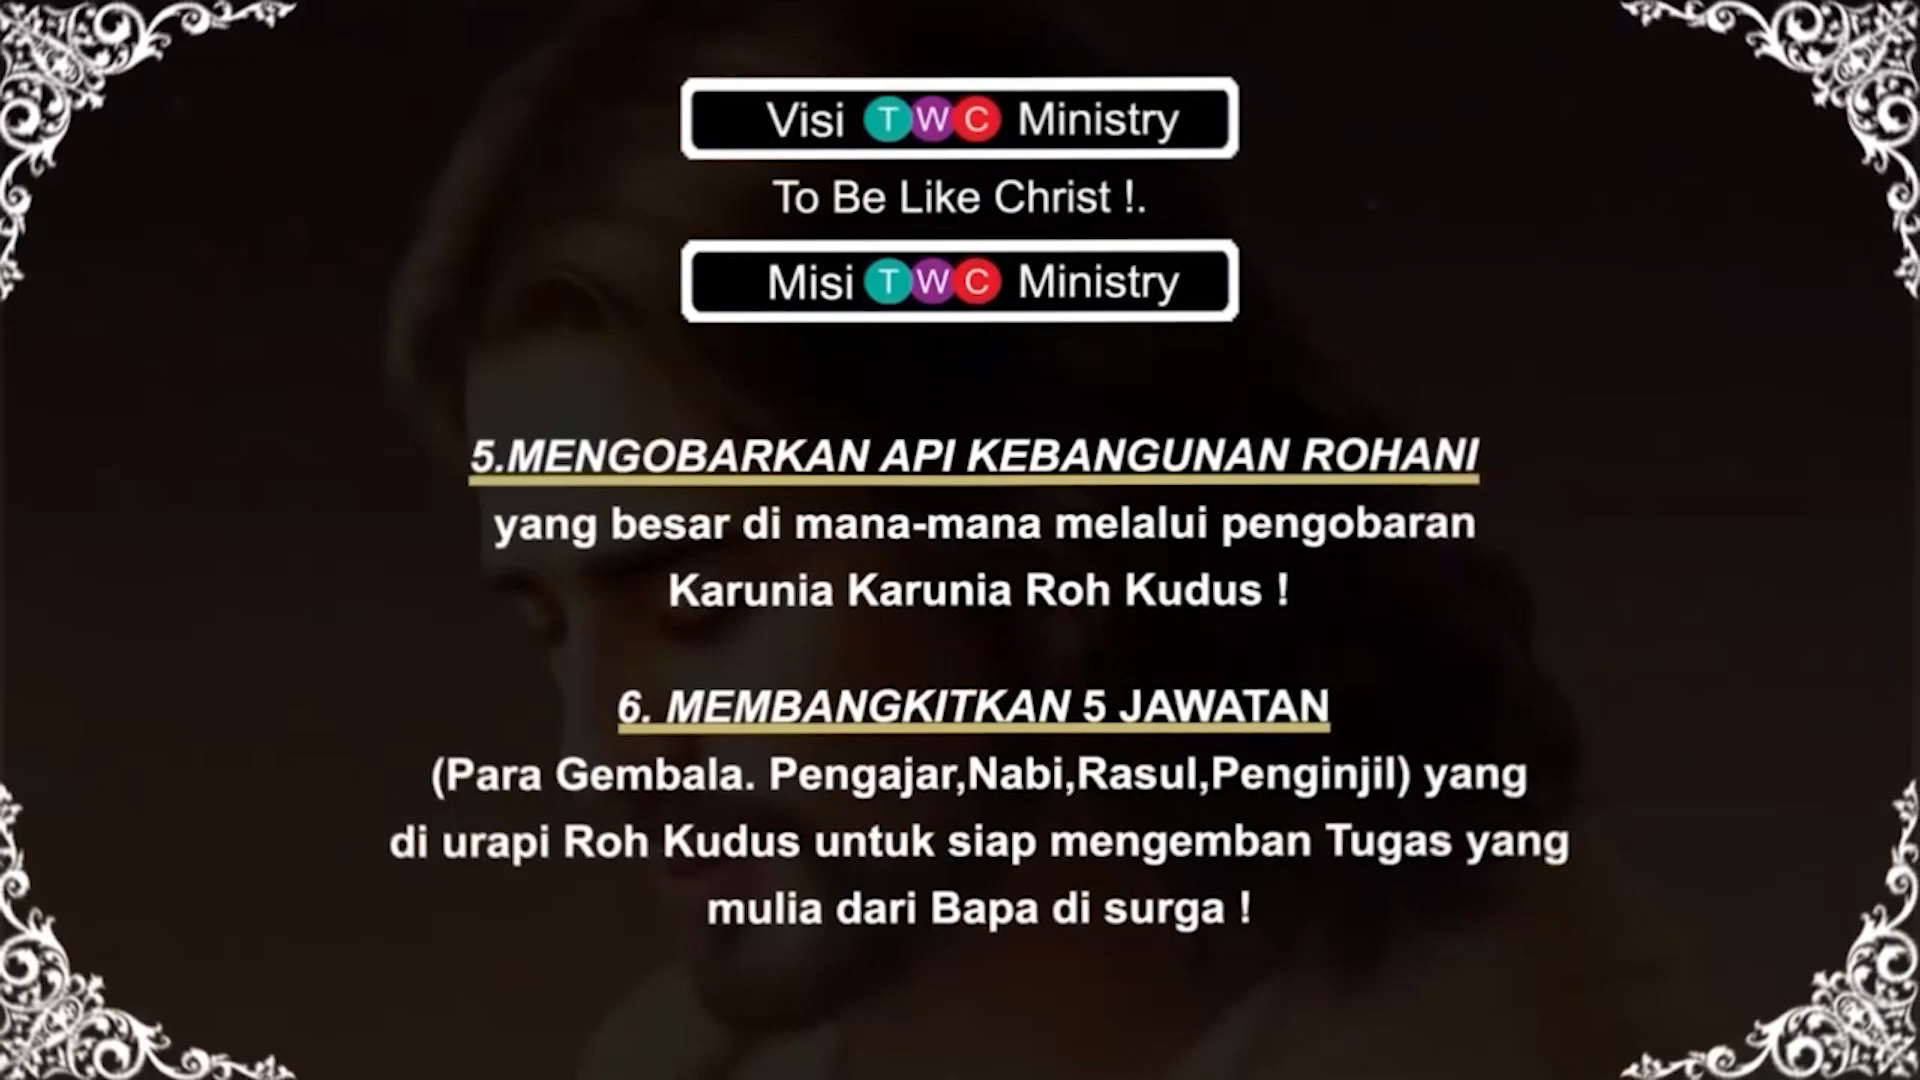 Visi TWC Ministry
To Be Like Christ !.
Misi TWC Ministry
5.MENGOBARKAN API KEBANGUNAN ROHANI
yang besar di mana-mana melalui pengobaran
Karunia Karunia Roh Kudus !
6. MEMBANGKITKAN 5 JAWATAN
(Para Gembala. Pengajar,Nabi,Rasul,Penginjil) yang
di urapi Roh Kudus untuk siap mengemban Tugas yang
mulia dari Bapa di surga !